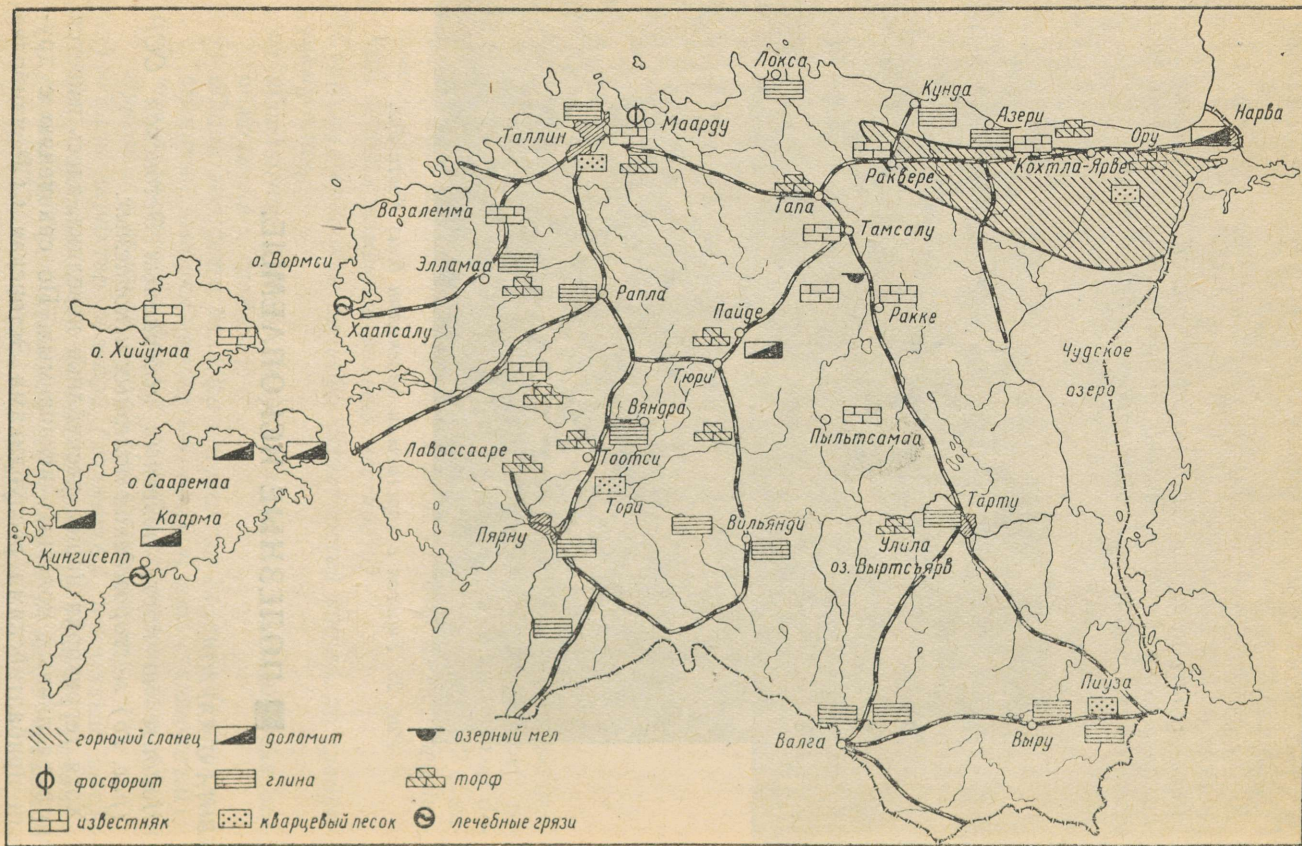 Локса
Кунда
Азери
Нарва
Маарду
Ору
Таллин
Кохтла-Ярве
Раквере
Тапа
Вазалемма
Тамсалу
о. Вормси
Элламаа
Рапла
Пайде
Ракке
Хаапсалу
о. Хийумаа
Чудское
озеро
Тюри
Вяндра
Пыльтсамаа
Лавассааре
Тоотси
о Сааремаа
Тори
Тарту
Каарма
Вильянди
Пярну
Улила
Кингисепп
оз. Выртсъярв
Пиуза
Валга
Выру
горючий сланец
доломит
озерный мел
фосфорит
глина
торф
известняк
кварцевый песок
лечебные грязи